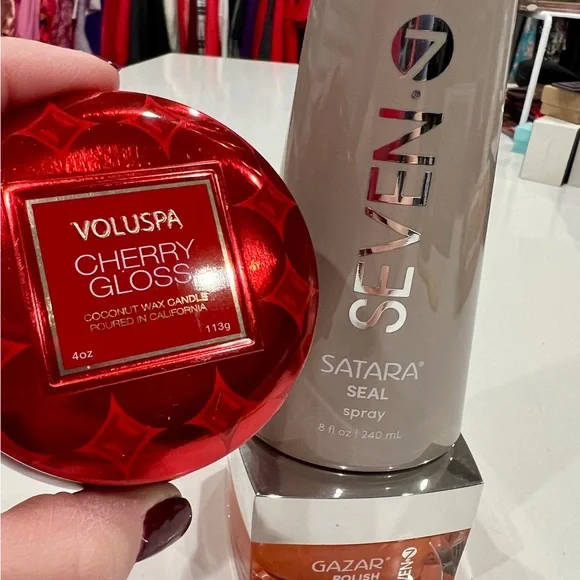 VOLUSPA
CHERRY
GLOSS
COCONUT WAX CANDLE
POURED IN CALIFORNIA
4oz
113g
SEVEN·7
SATARA®
SEAL
spray
8 fl oz | 240 mL
GAZAR®
POLISH